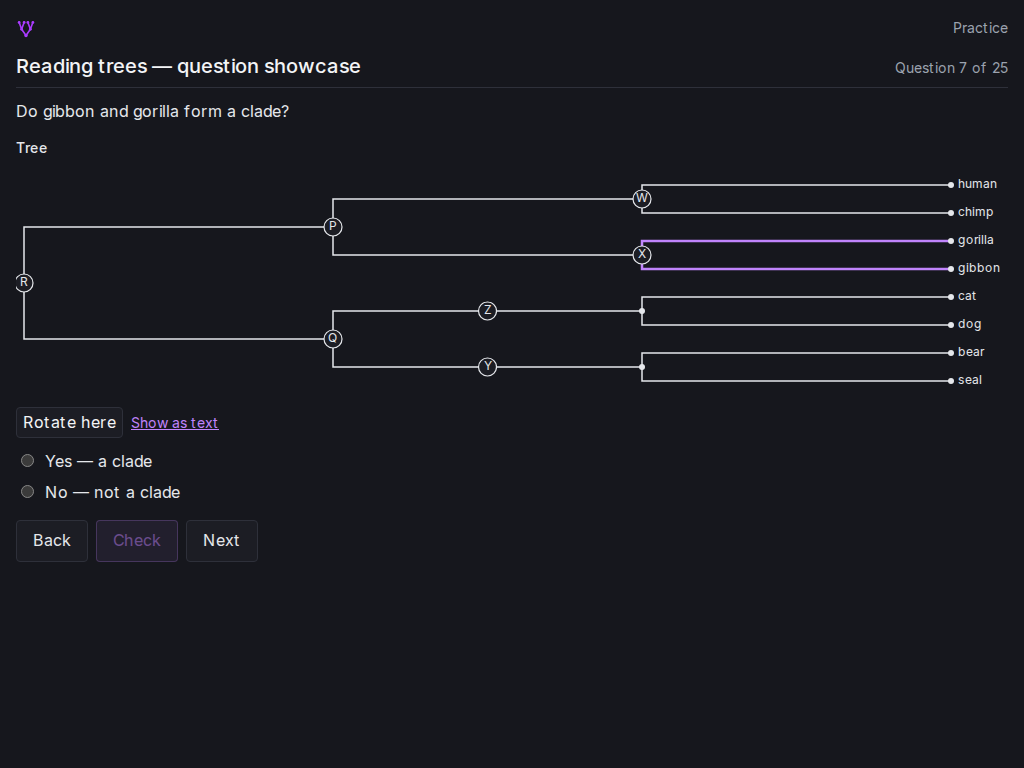 Practice
Reading trees — question showcase
Question 7 of 25
Do gibbon and gorilla form a clade?
Tree
human
W
chimp
P
gorilla
X
gibbon
R
cat
Z
dog
Q
bear
Y
seal
Rotate here
Show as text
Yes — a clade
No — not a clade
Back
Check
Next